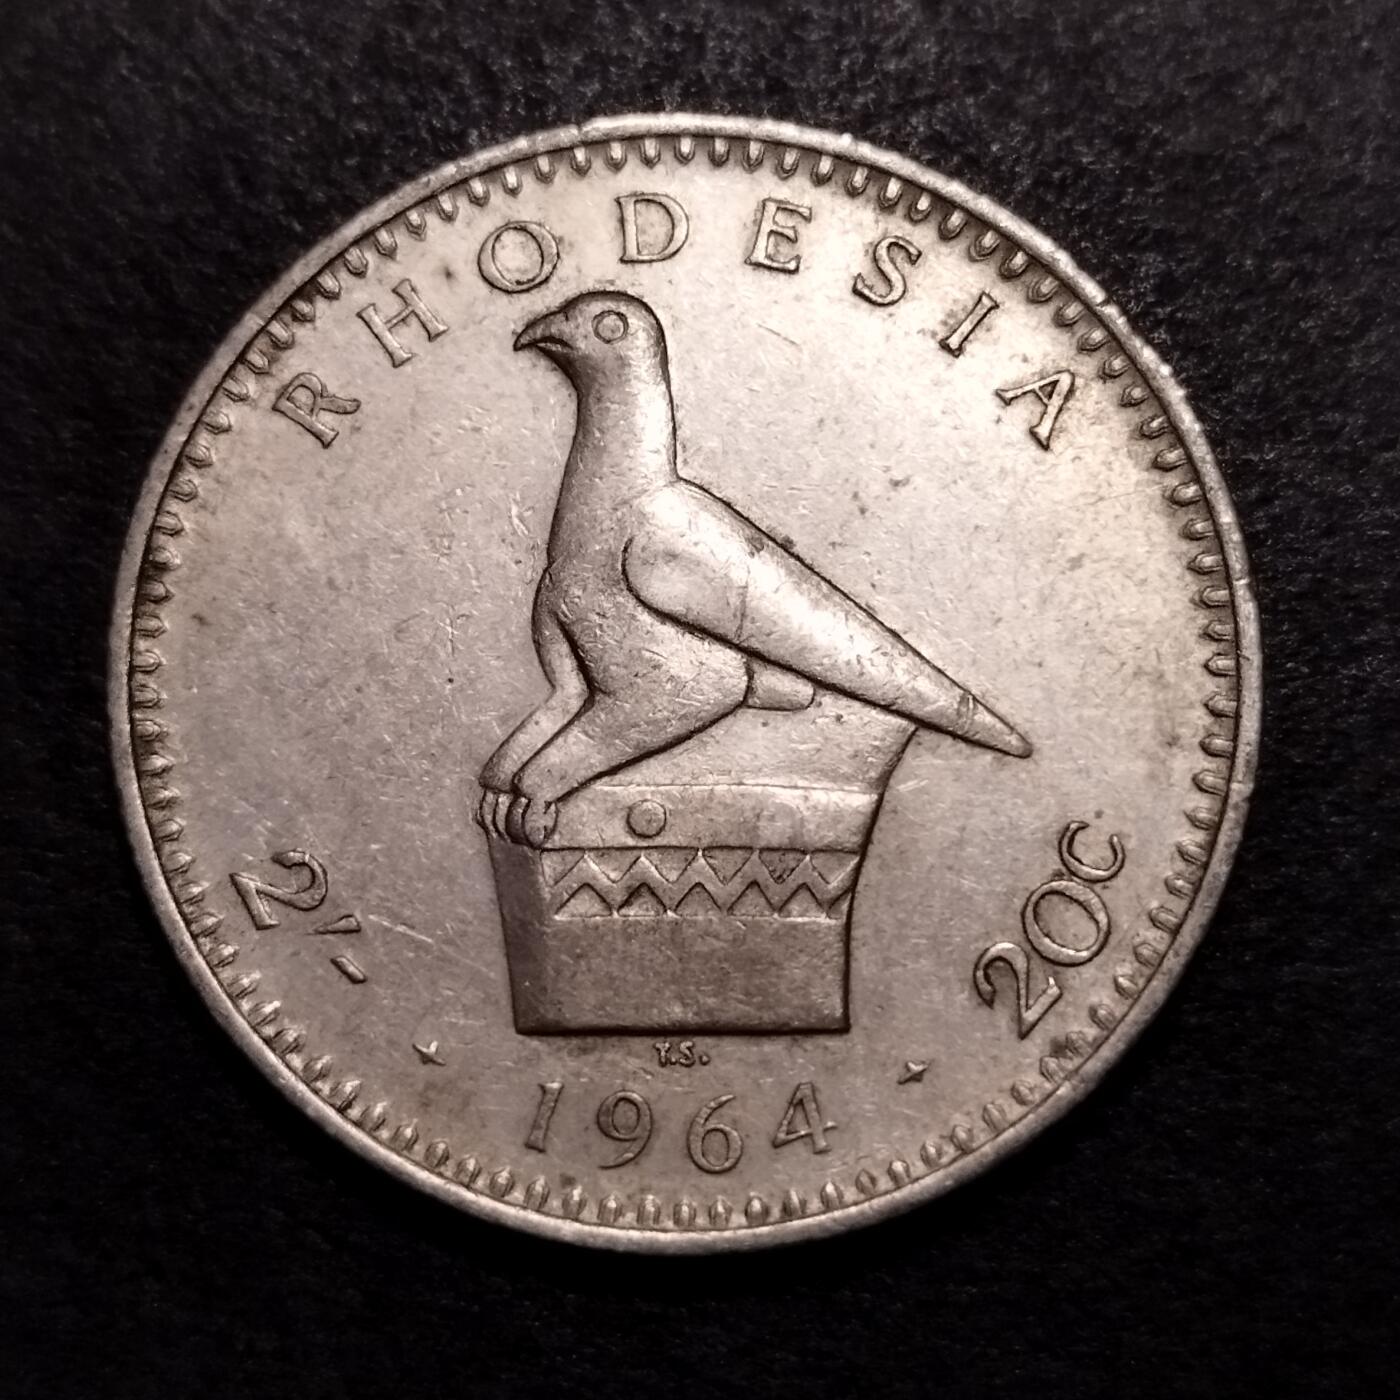 RHODESIA
2/-
20C
T.S.
1964